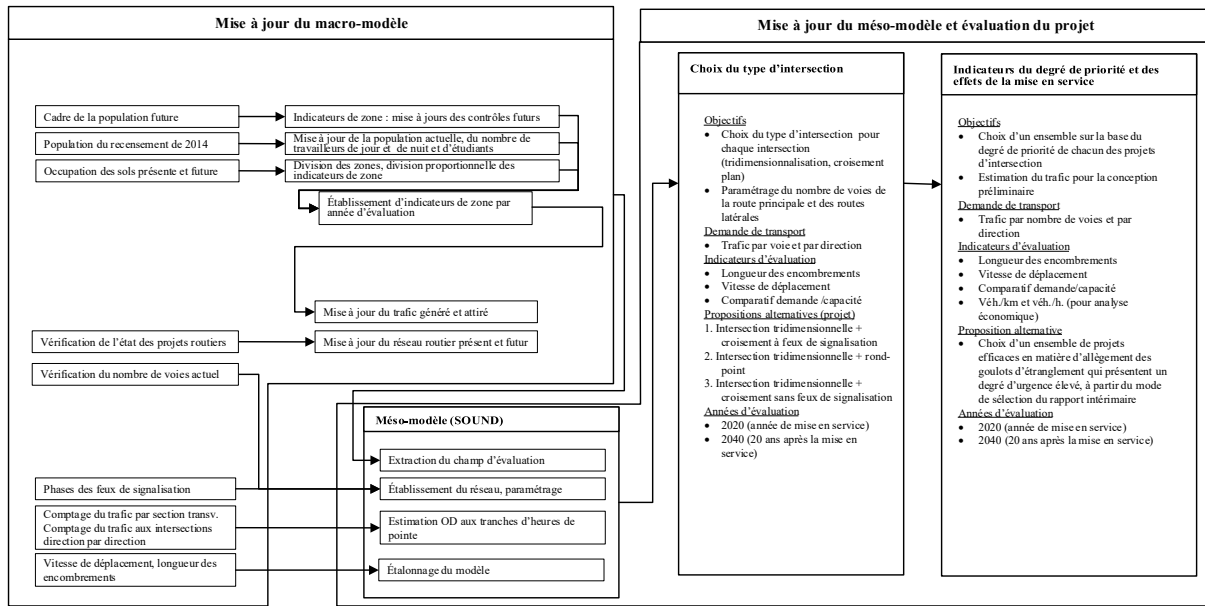 Mise à jour du macro-modèle
Cadre de la population future
Indicateurs de zone : mise à jours des contrôles futurs
Population du recensement de 2014
Mise à jour de la population actuelle, du nombre de
travailleurs de jour et de nuit et d'étudiants
Occupation des sols présente et future
Division des zones, division proportionnelle des
indicateurs de zone
Établissement d'indicateurs de zone par
année d'évaluation
Mise à jour du trafic généré et attiré
Vérification de l'état des projets routiers
Mise à jour du réseau routier présent et futur
Vérification du nombre de voies actuel
Phases des feux de signalisation
Comptage du trafic par section transv.
Comptage du trafic aux intersections
direction par direction
Vitesse de déplacement, longueur des
encombrements
Mise à jour du méso-modèle et évaluation du projet
Méso-modèle (SOUND)
Extraction du champ d'évaluation
Établissement du réseau, paramétrage
Estimation OD aux tranches d'heures de
pointe
Étalonnage du modèle
Choix du type d'intersection
Objectifs
• Choix du type d'intersection pour
chaque intersection
(tridimensionnalisation, croisement
plan)
• Paramétrage du nombre de voies de
la route principale et des routes
latérales
Demande de transport
• Trafic par voie et par direction
Indicateurs d'évaluation
• Longueur des encombrements
• Vitesse de déplacement
• Comparatif demande /capacité
Propositions alternatives (projet)
1. Intersection tridimensionnelle +
croisement à feux de signalisation
2. Intersection tridimensionnelle + rond-
point
3. Intersection tridimensionnelle +
croisement sans feux de signalisation
Années d'évaluation
• 2020 (année de mise en service)
• 2040 (20 ans après la mise en
service)
Indicateurs du degré de priorité et des
effets de la mise en service
Objectifs
• Choix d'un ensemble sur la base du
degré de priorité de chacun des projets
d'intersection
• Estimation du trafic pour la conception
préliminaire
Demande de transport
• Trafic par nombre de voies et par
direction
Indicateurs d'évaluation
• Longueur des encombrements
• Vitesse de déplacement
• Comparatif demande/capacité
• Véh./km et véh./h. (pour analyse
économique)
Proposition alternative
• Choix d'un ensemble de projets
efficaces en matière d'allègement des
goulots d'étranglement qui présentent un
degré d'urgence élevé, à partir du mode
de sélection du rapport intérimaire
Années d'évaluation
• 2020 (année de mise en service)
• 2040 (20 ans après la mise en service)